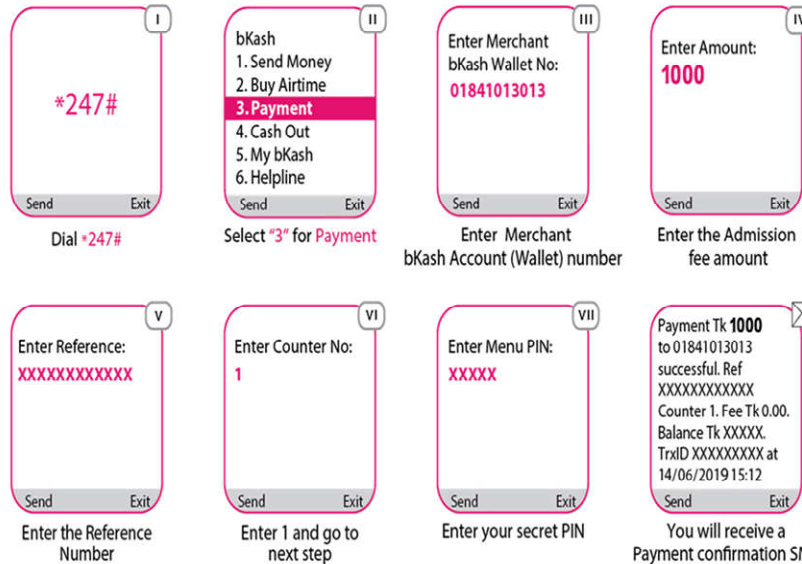 I
*247#
Send Exit
Dial *247#
II
bKash
1. Send Money
2. Buy Airtime
3. Payment
4. Cash Out
5. My bKash
6. Helpline
Send Exit
Select “3” for Payment
III
Enter Merchant
bKash Wallet No:
01841013013
Send Exit
Enter Merchant
bKash Account (Wallet) number
IV
Enter Amount:
1000
Send Exit
Enter the Admission
fee amount
V
Enter Reference:
XXXXXXXXXXXX
Send Exit
Enter the Reference
Number
VI
Enter Counter No:
1
Send Exit
Enter 1 and go to
next step
VII
Enter Menu PIN:
XXXXX
Send Exit
Enter your secret PIN
Payment Tk 1000
to 01841013013
successful. Ref
XXXXXXXXXXXX
Counter 1. Fee Tk 0.00.
Balance Tk XXXXX.
TrxID XXXXXXXXX at
14/06/2019 15:12
Send Exit
You will receive a
Payment confirmation SM